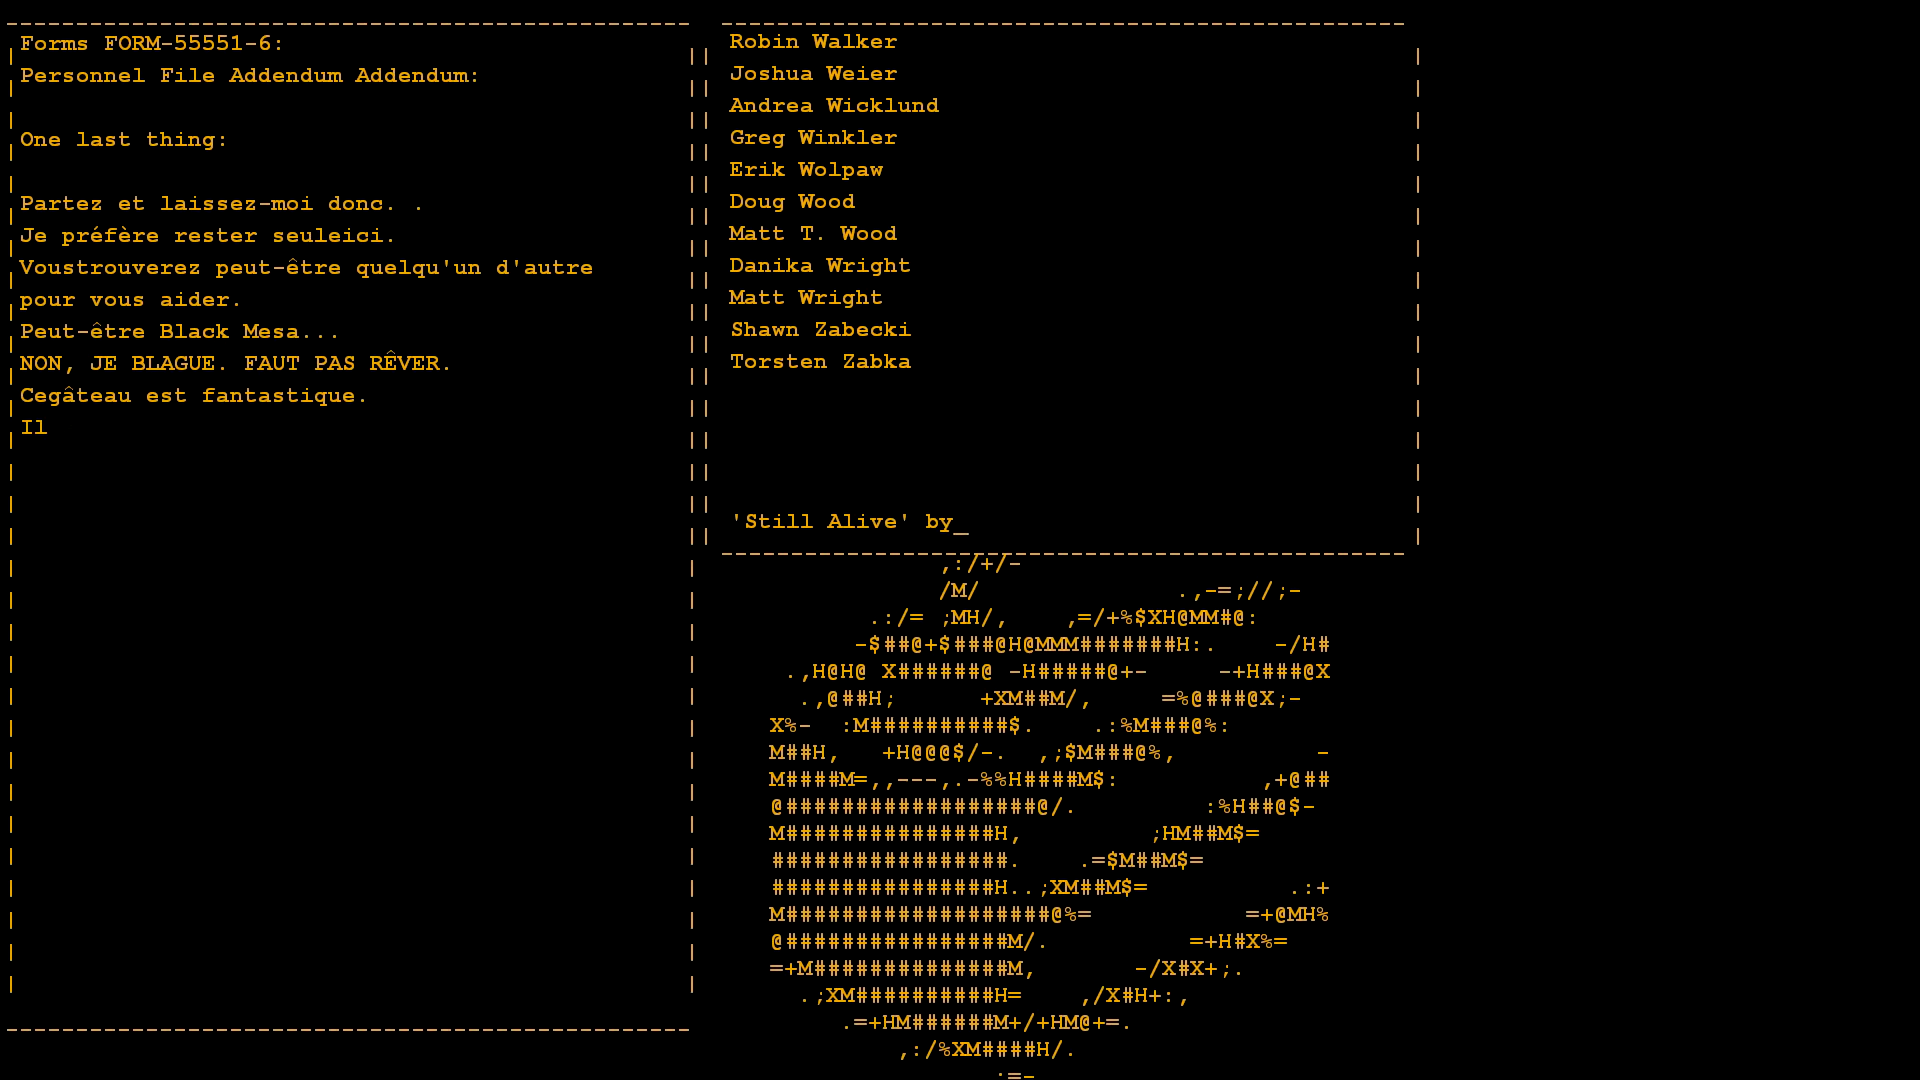 Forms FORM-55551-6:
Personnel File Addendum Addendum:
One last thing:
Partez et laissez-moi donc. .
Je préfère rester seuleici.
Voustrouverez peut-être quelqu'un d'autre
pour vous aider.
Peut-être Black Mesa...
NON, JE BLAGUE. FAUT PAS RÊVER.
Cegâteau est fantastique.
Il
Robin Walker
Joshua Weier
Andrea Wicklund
Greg Winkler
Erik Wolpaw
Doug Wood
Matt T. Wood
Danika Wright
Matt Wright
Shawn Zabecki
Torsten Zabka
'Still Alive' by_